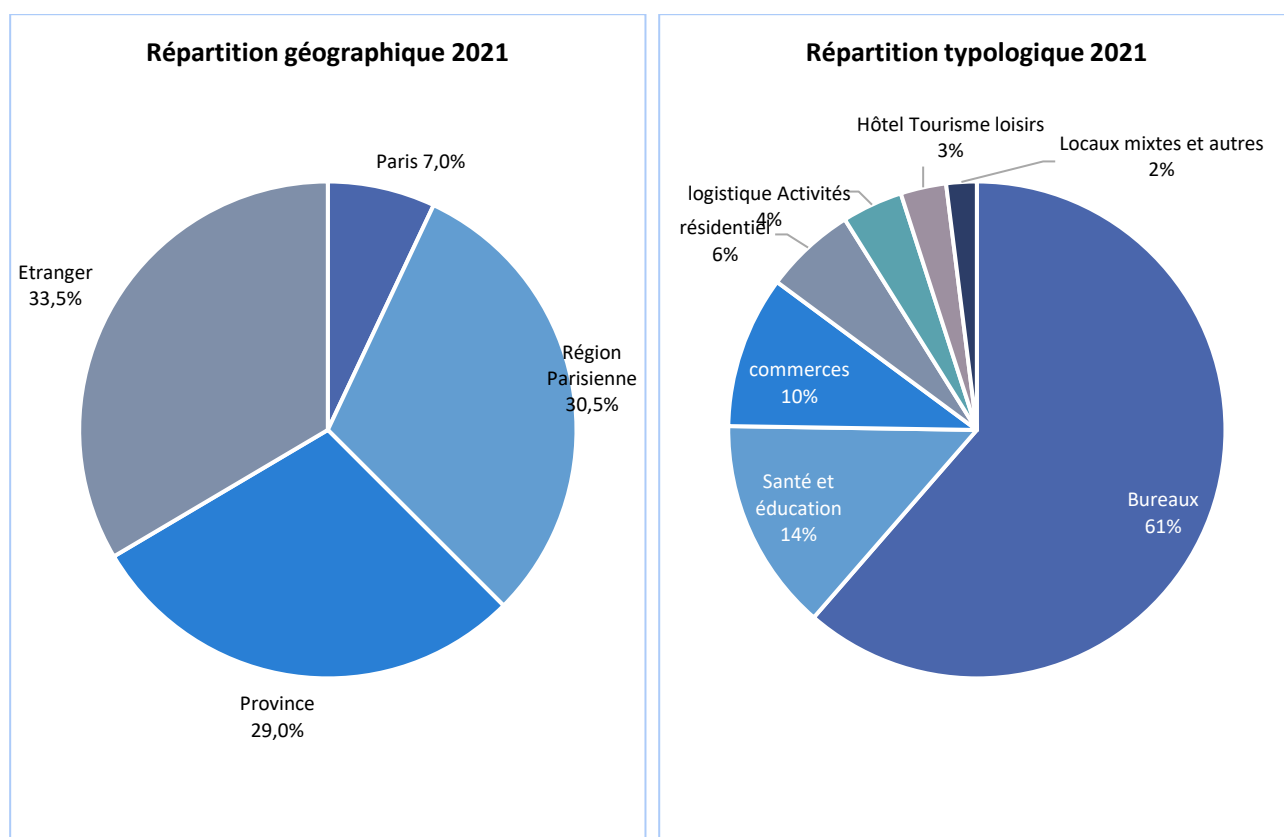 Répartition géographique 2021
Paris 7,0%
Région
Parisienne
30,5%
Province
29,0%
Etranger
33,5%
Répartition typologique 2021
Bureaux
61%
Santé et
éducation
14%
commerces
10%
résidentiel
6%
logistique Activités
4%
Hôtel Tourisme loisirs
3%
Locaux mixtes et autres
2%